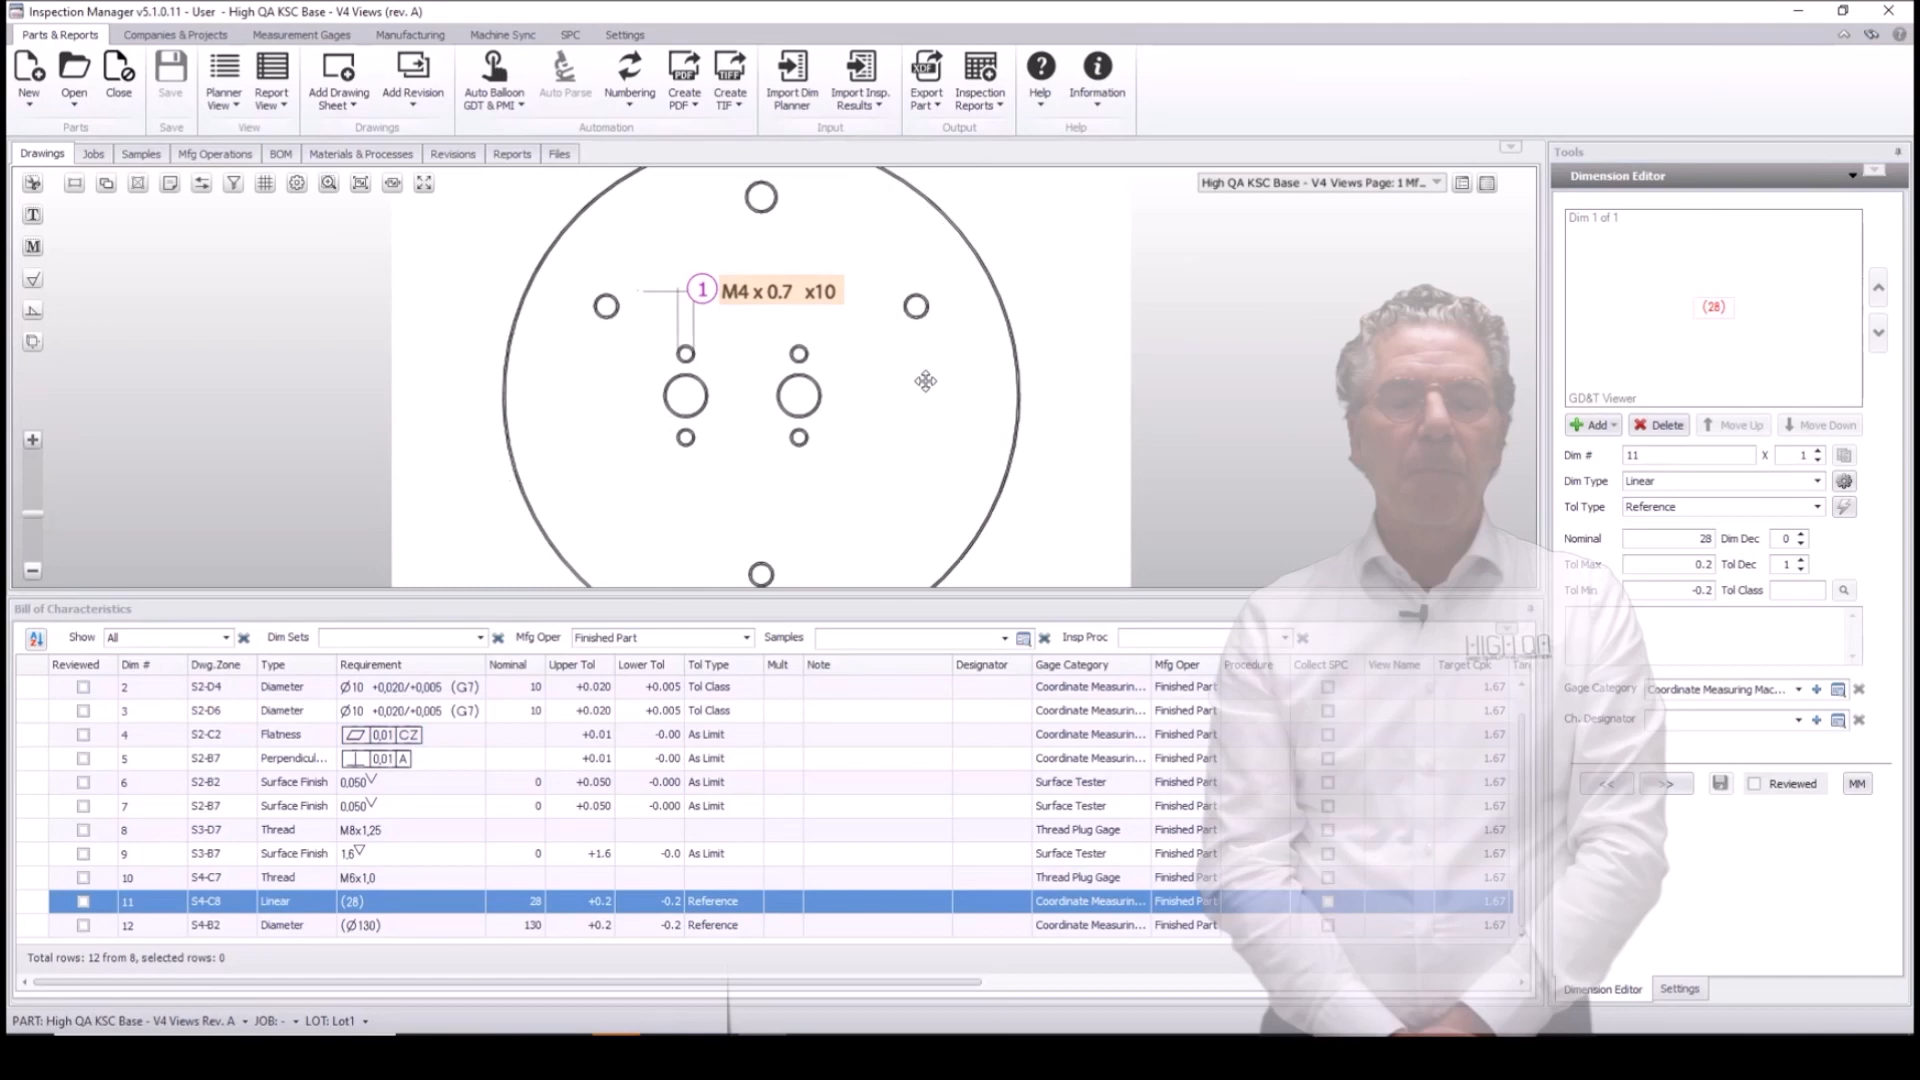 Inspection Manager v5.1.0.11 - User - High QA KSC Base - V4 Views (rev. A)
Parts & Reports Companies & Projects Measurement Gages Manufacturing Machine Sync SPC Settings
New Open Close Save Planner View Report View Add Drawing Sheet Add Revision Auto Balloon GDT & PMI Auto Parse Numbering Create PDF Create TIF Import Dim Planner Import Insp. Results Export Part Inspection Reports Help Information
Parts Save View Drawings Automation Input Output Help
Drawings Jobs Samples Mfg Operations BOM Materials & Processes Revisions Reports Files
High QA KSC Base - V4 Views Page: 1 Mf...
T
M
1 M4 x 0.7 x10
Tools
Dimension Editor
Dim 1 of 1
(28)
GD&T Viewer
Add Delete Move Up Move Down
Dim # 11 X 1
Dim Type Linear
Tol Type Reference
Nominal 28 Dim Dec 0
Tol Max 0.2 Tol Dec 1
Tol Min -0.2 Tol Class
Gage Category Coordinate Measuring Mac...
Ch. Designator
<< >> Reviewed MM
Dimension Editor Settings
Bill of Characteristics
Show All Dim Sets Mfg Oper Finished Part Samples Insp Proc
HIGH QA
Reviewed Dim # Dwg.Zone Type Requirement Nominal Upper Tol Lower Tol Tol Type Mult Note Designator Gage Category Mfg Oper Procedure Collect SPC View Name Target Cpk
2 S2-D4 Diameter Ø10 +0,020/+0,005 (G7) 10 +0.020 +0.005 Tol Class Coordinate Measurin... Finished Part 1.67
3 S2-D6 Diameter Ø10 +0,020/+0,005 (G7) 10 +0.020 +0.005 Tol Class Coordinate Measurin... Finished Part 1.67
4 S2-C2 Flatness 0,01 CZ +0.01 -0.00 As Limit Coordinate Measurin... Finished Part 1.67
5 S2-B7 Perpendicul... 0,01 A +0.01 -0.00 As Limit Coordinate Measurin... Finished Part 1.67
6 S2-B2 Surface Finish 0,050 0 +0.050 -0.000 As Limit Surface Tester Finished Part 1.67
7 S2-B7 Surface Finish 0,050 0 +0.050 -0.000 As Limit Surface Tester Finished Part 1.67
8 S3-D7 Thread M8x1,25 Thread Plug Gage Finished Part 1.67
9 S3-B7 Surface Finish 1,6 0 +1.6 -0.0 As Limit Surface Tester Finished Part 1.67
10 S4-C7 Thread M6x1,0 Thread Plug Gage Finished Part 1.67
11 S4-C8 Linear (28) 28 +0.2 -0.2 Reference Coordinate Measurin... Finished Part 1.67
12 S4-B2 Diameter (Ø130) 130 +0.2 -0.2 Reference Coordinate Measurin... Finished Part 1.67
Total rows: 12 from 8, selected rows: 0
PART: High QA KSC Base - V4 Views Rev. A JOB: - LOT: Lot1